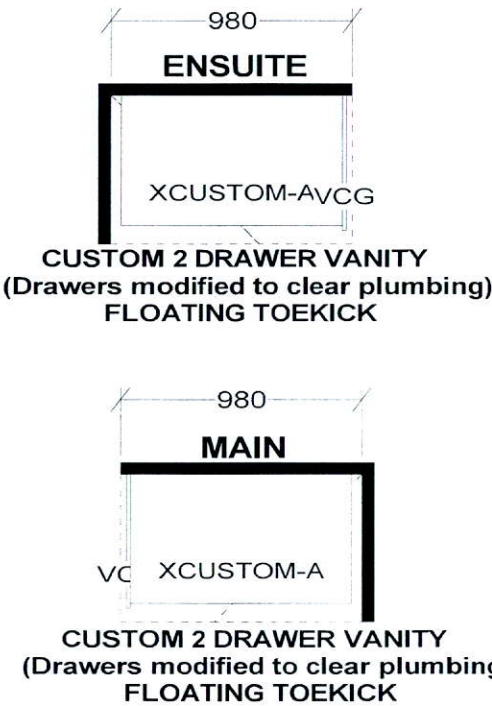 980
ENSUITE
XCUSTOM-A VCG
CUSTOM 2 DRAWER VANITY
(Drawers modified to clear plumbing)
FLOATING TOEKICK
980
MAIN
VC XCUSTOM-A
CUSTOM 2 DRAWER VANITY
(Drawers modified to clear plumbing
FLOATING TOEKICK